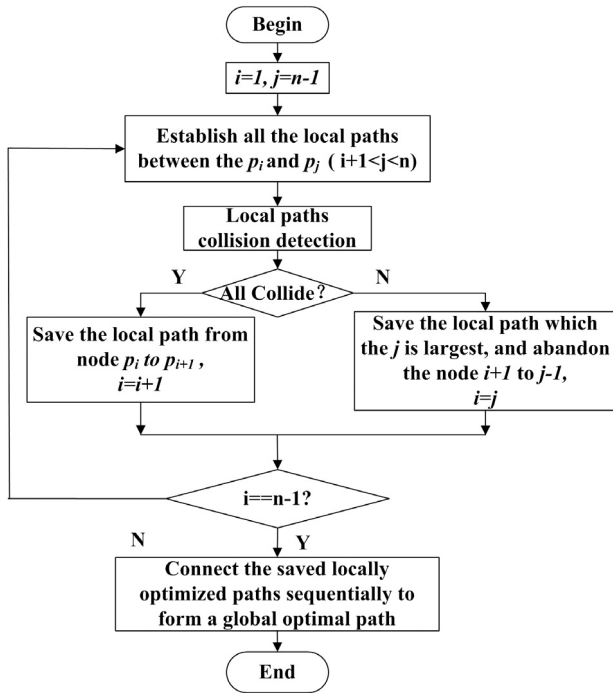 Begin
i=1, j=n-1
Establish all the local paths
between the pᵢ and pⱼ ( i+1<j<n)
Local paths
collision detection
Y
N
All Collide?
Save the local path from
node pᵢ to pᵢ₊₁ ,
i=i+1
Save the local path which
the j is largest, and abandon
the node i+1 to j-1,
i=j
i==n-1?
N
Y
Connect the saved locally
optimized paths sequentially to
form a global optimal path
End